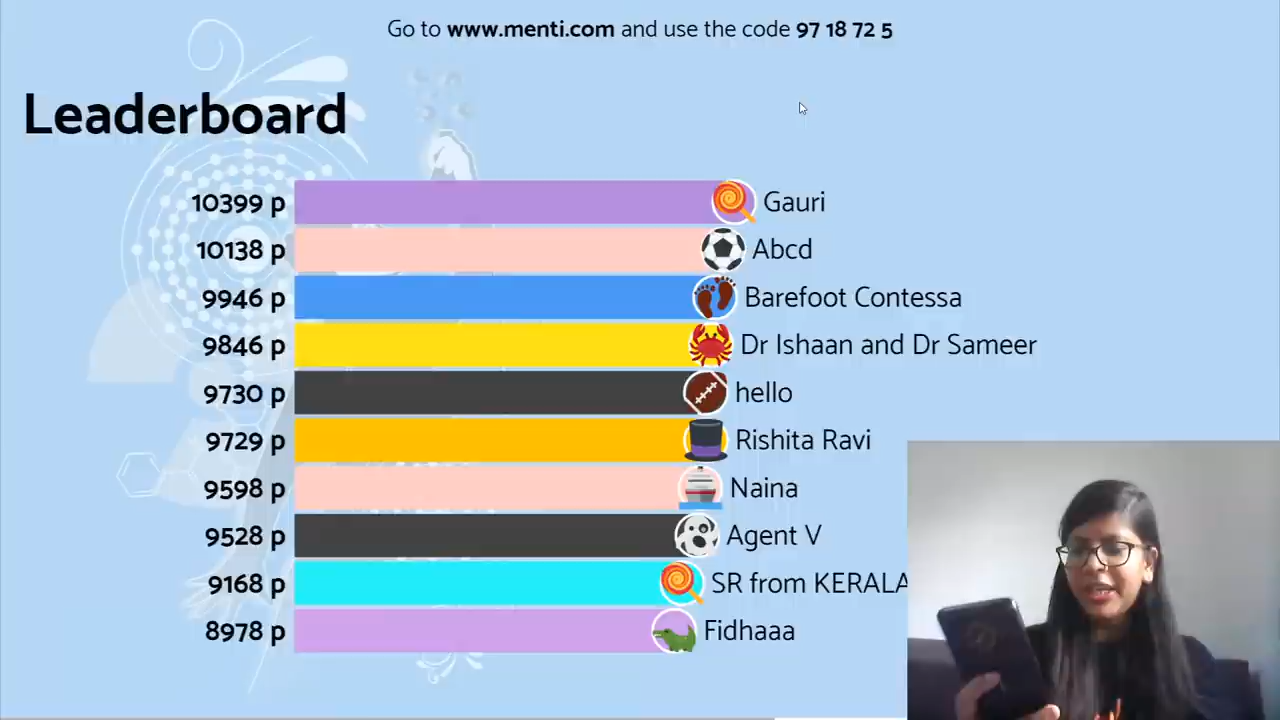 Go to www.menti.com and use the code 97 18 72 5
Leaderboard
10399 p Gauri
10138 p Abcd
9946 p Barefoot Contessa
9846 p Dr Ishaan and Dr Sameer
9730 p hello
9729 p Rishita Ravi
9598 p Naina
9528 p Agent V
9168 p SR from KERALA
8978 p Fidhaaa